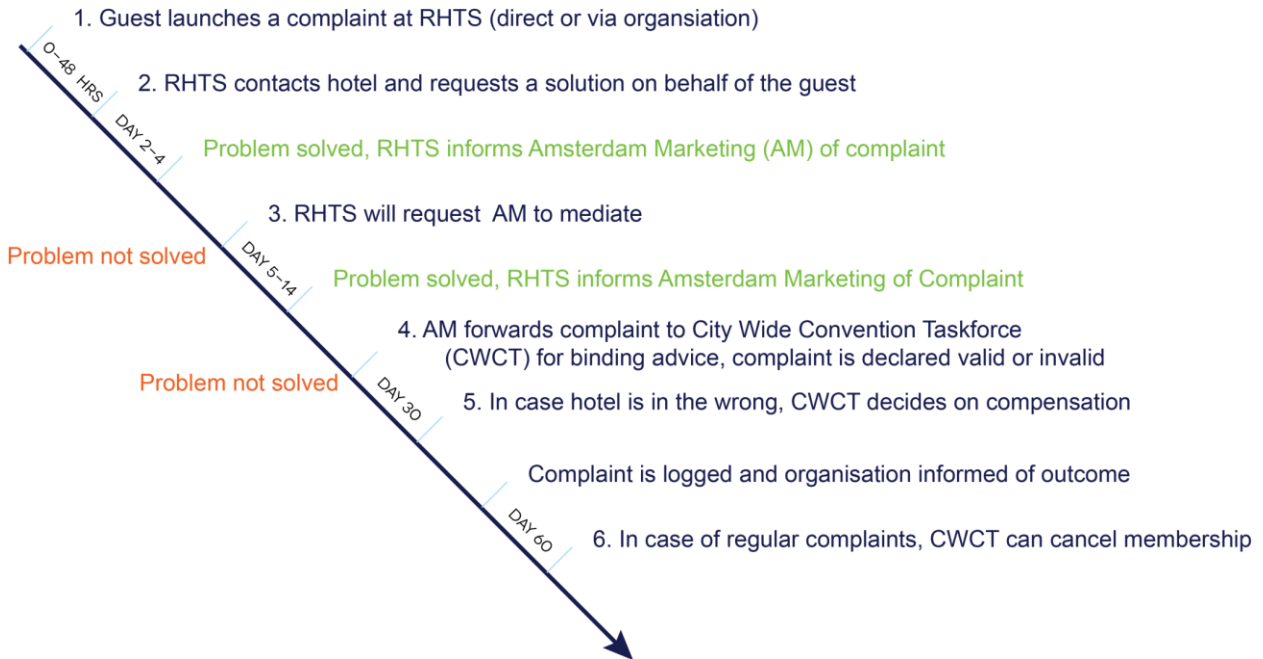 1. Guest launches a complaint at RHTS (direct or via organsiation)
0–48 HRS
2. RHTS contacts hotel and requests a solution on behalf of the guest
DAY 2–4
Problem solved, RHTS informs Amsterdam Marketing (AM) of complaint
3. RHTS will request AM to mediate
Problem not solved
DAY 5–14
Problem solved, RHTS informs Amsterdam Marketing of Complaint
4. AM forwards complaint to City Wide Convention Taskforce
(CWCT) for binding advice, complaint is declared valid or invalid
Problem not solved
DAY 30
5. In case hotel is in the wrong, CWCT decides on compensation
Complaint is logged and organisation informed of outcome
DAY 60
6. In case of regular complaints, CWCT can cancel membership